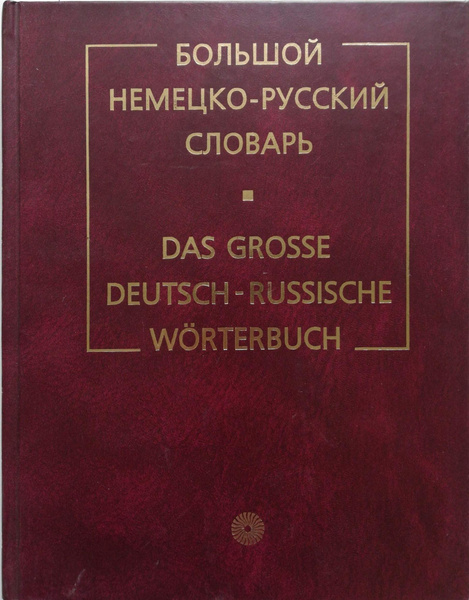 БОЛЬШОЙ
НЕМЕЦКО-РУССКИЙ
СЛОВАРЬ
DAS GROSSE
DEUTSCH-RUSSISCHE
WÖRTERBUCH